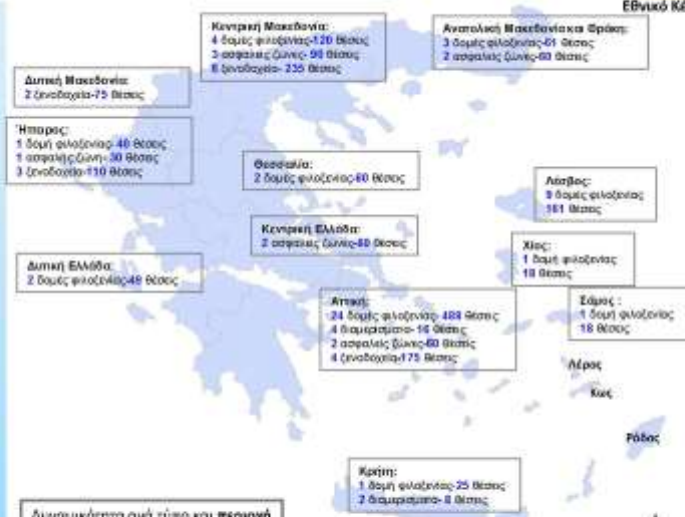 Εθνικό Κέ
Κεντρική Μακεδονία:
4 δομές φιλοξενίας-120 θέσεις
3 ασφαλείς ζώνες- 90 θέσεις
6 ξενοδοχεία- 235 θέσεις
Ανατολική Μακεδονία και Θράκη:
3 δομές φιλοξενίας-61 θέσεις
2 ασφαλείς ζώνες-60 θέσεις
Δυτική Μακεδονία:
2 ξενοδοχεία-75 θέσεις
Ήπειρος:
1 δομή φιλοξενίας-40 θέσεις
1 ασφαλής ζώνη- 30 θέσεις
3 ξενοδοχεία-110 θέσεις
Θεσσαλία:
2 δομές φιλοξενίας-60 θέσεις
Λέσβος:
9 δομές φιλοξενίας
161 θέσεις
Κεντρική Ελλάδα:
2 ασφαλείς ζώνες-60 θέσεις
Χίος:
1 δομή φιλοξενίας
18 θέσεις
Δυτική Ελλάδα:
2 δομές φιλοξενίας-49 θέσεις
Αττική:
24 δομές φιλοξενίας- 488 θέσεις
4 διαμερίσματα- 16 θέσεις
2 ασφαλείς ζώνες-60 θέσεις
4 ξενοδοχεία-175 θέσεις
Σάμος :
1 δομή φιλοξενίας
18 θέσεις
Λέρος
Κως
Ρόδος
Κρήτη:
1 δομή φιλοξενίας-25 θέσεις
2 διαμερίσματα- 8 θέσεις
Δυναμικότητα ανά τύπο και περιοχή